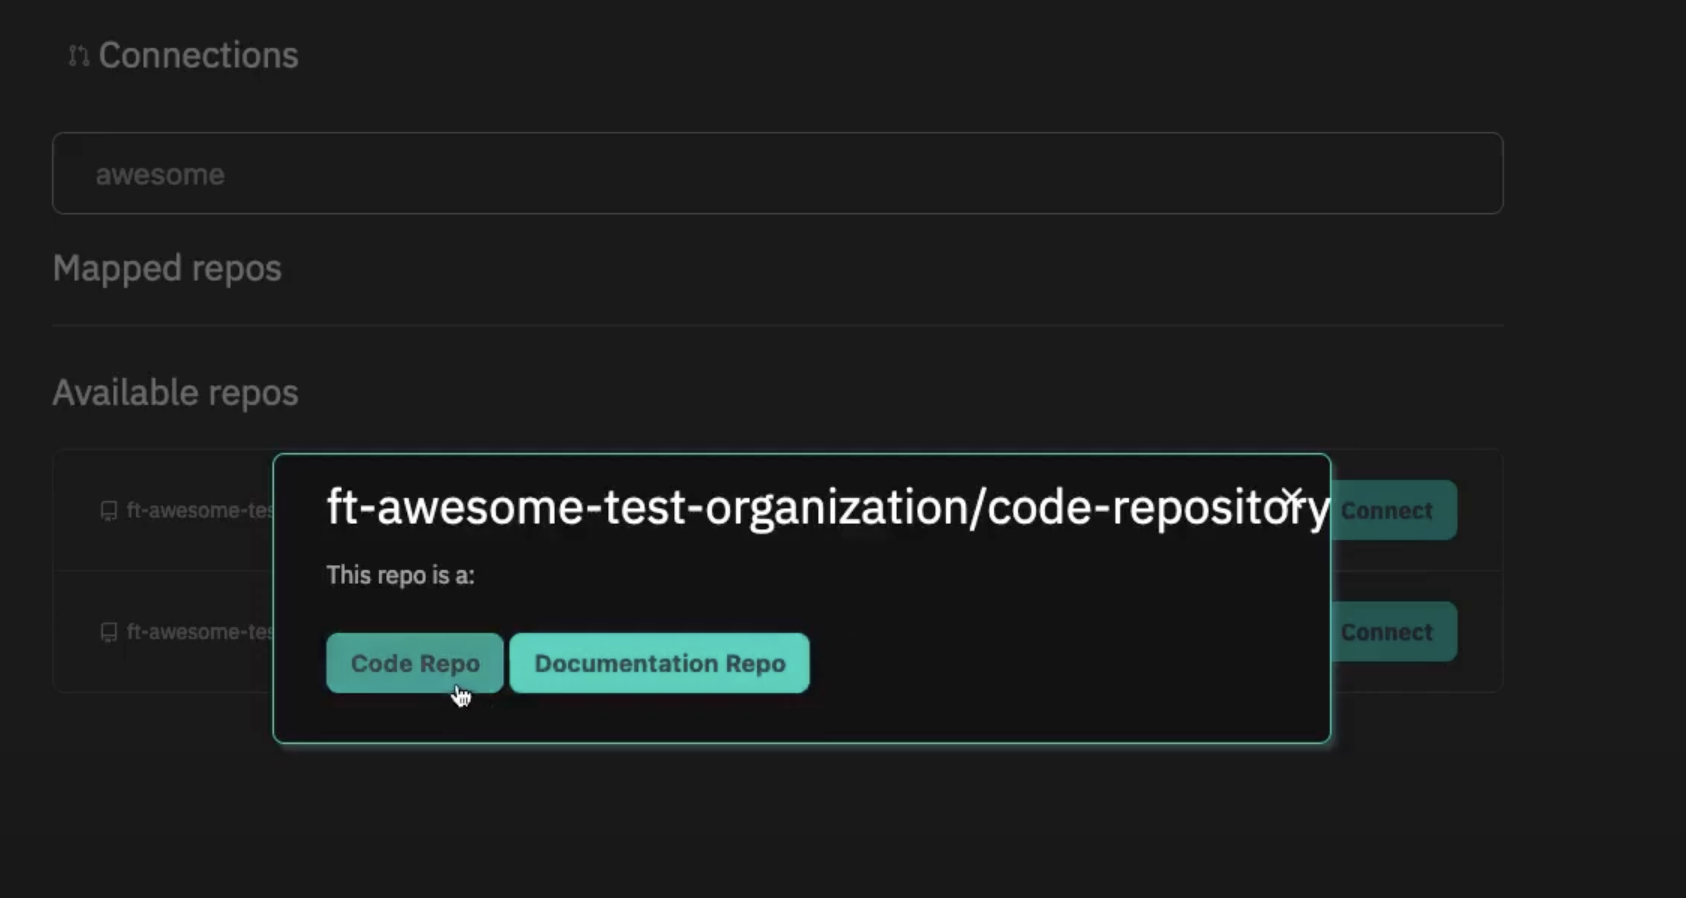 Connections
awesome
Mapped repos
Available repos
ft-awesome-test-organization/code-repository
This repo is a:
Code Repo
Documentation Repo
ft-awesome-tes
Connect
ft-awesome-tes
Connect